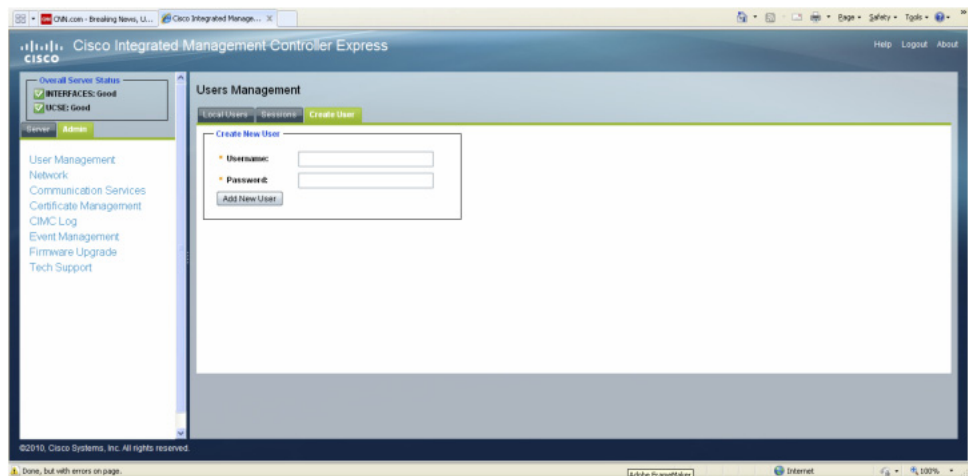 CNN.com - Breaking News, U...
Cisco Integrated Manage...
Page
Safety
Tools
CISCO
Cisco Integrated Management Controller Express
Help Logout About
Overall Server Status
INTERFACES: Good
UCSE: Good
Server Admin
User Management
Network
Communication Services
Certificate Management
CIMC Log
Event Management
Firmware Upgrade
Tech Support
Users Management
Local Users Sessions Create User
Create New User
* Username:
* Password:
Add New User
©2010, Cisco Systems, Inc. All rights reserved.
Done, but with errors on page.
Adobe FrameMaker
Internet
100%